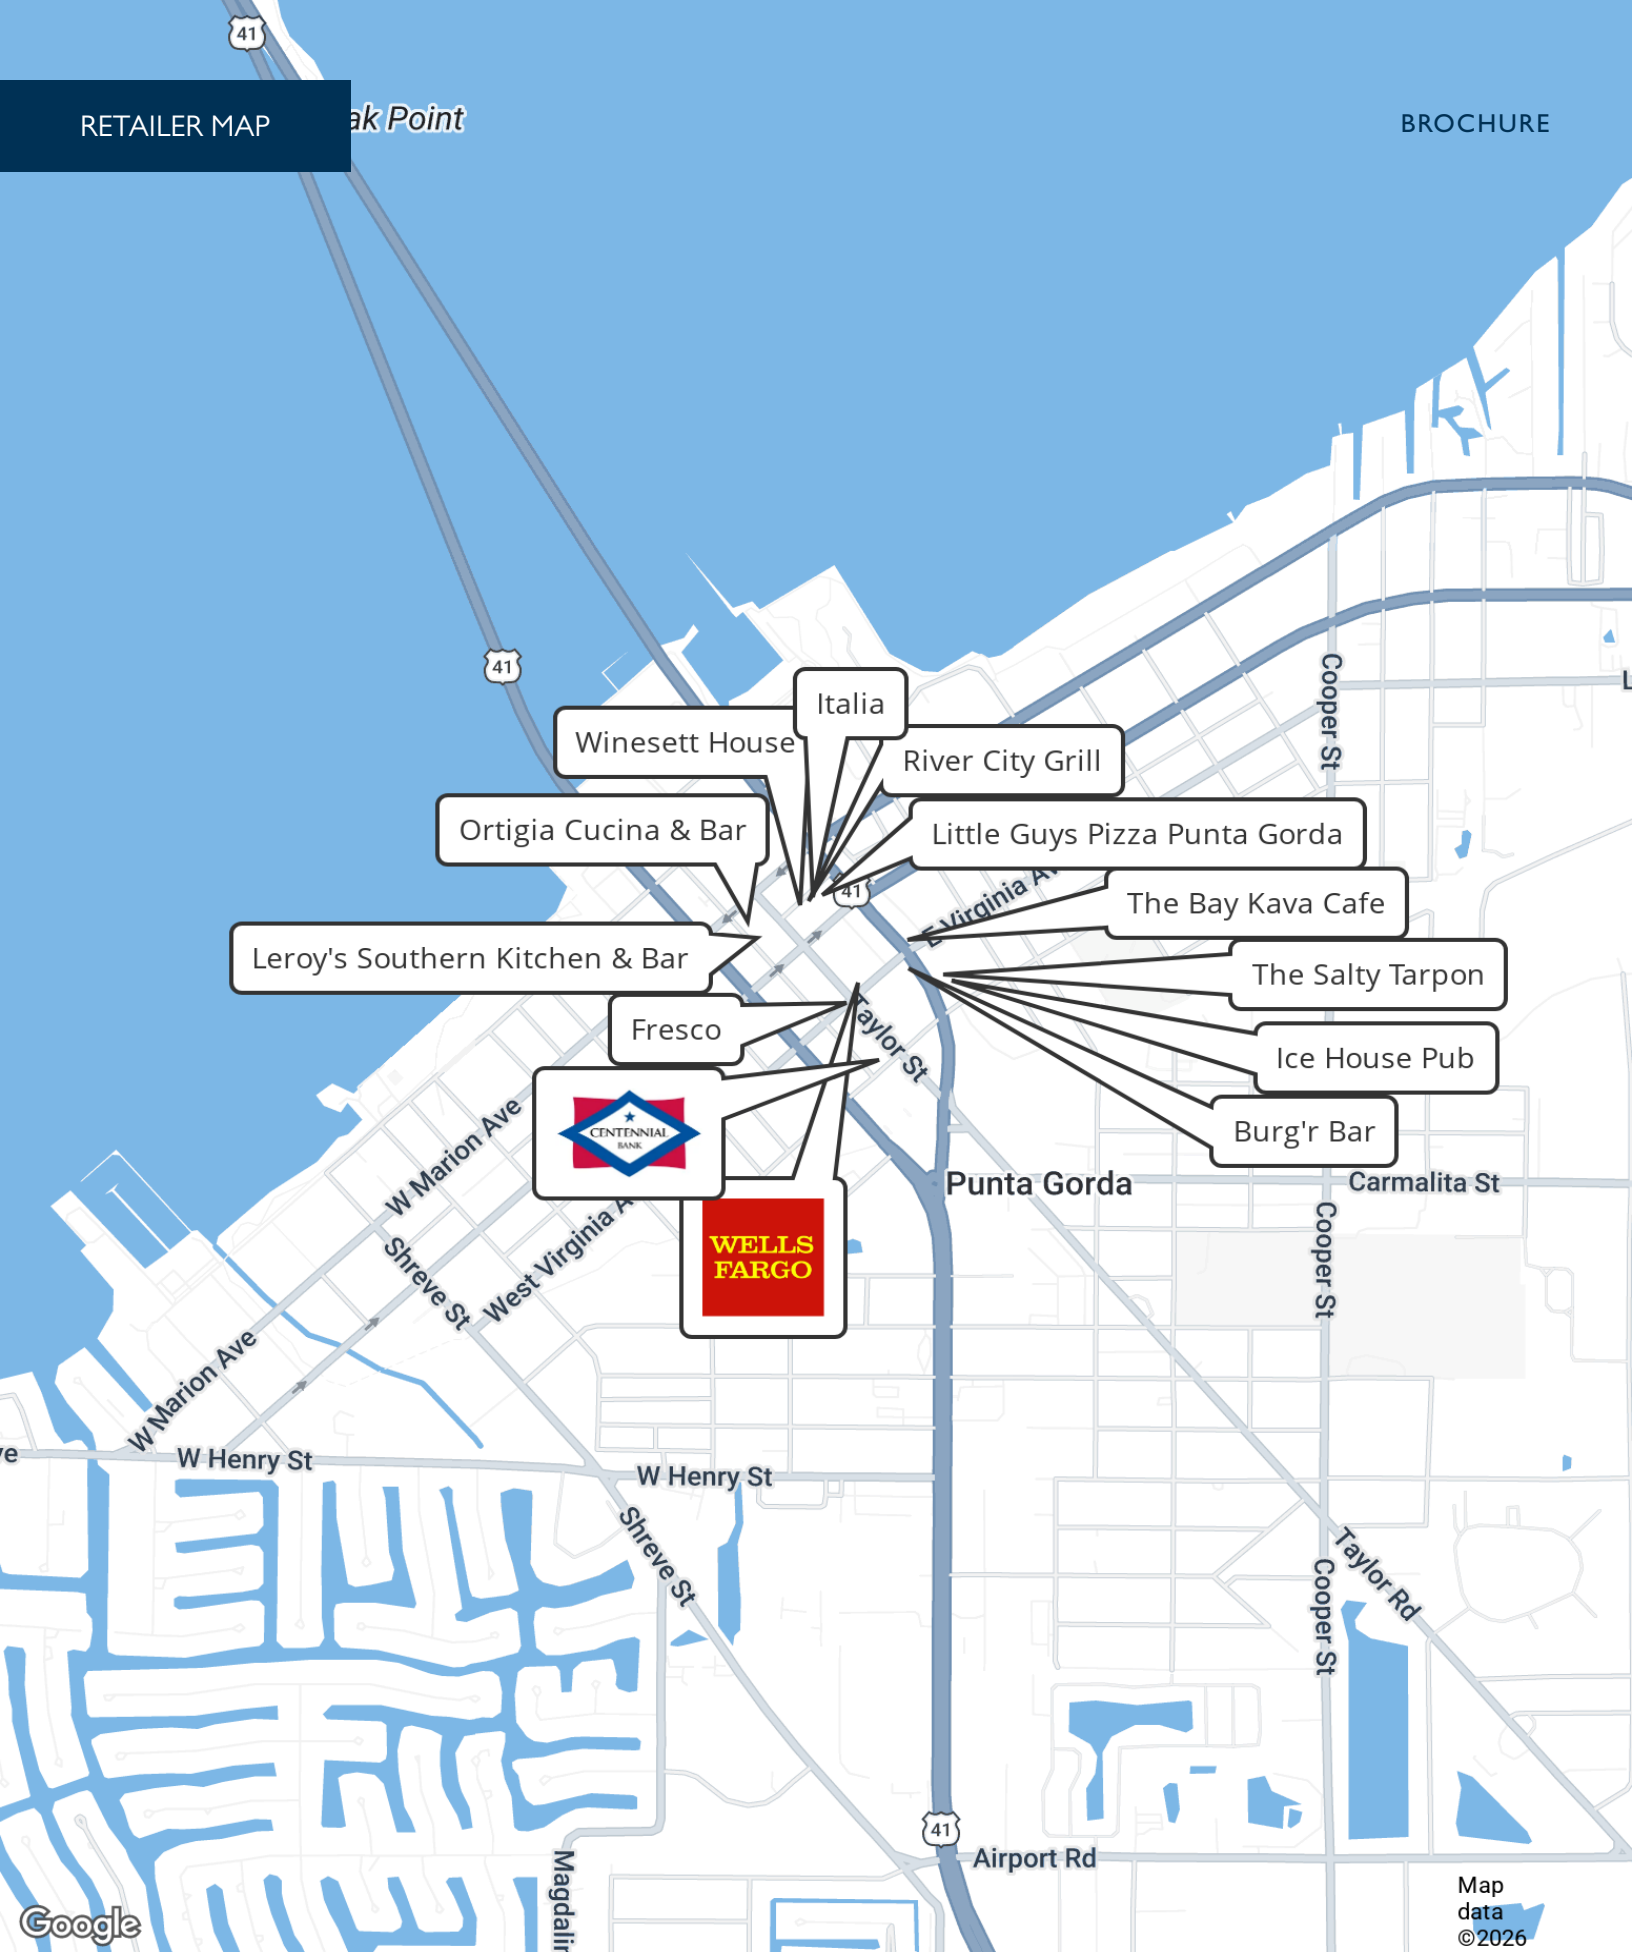 41
RETAILER MAP
ak Point
BROCHURE
41
Cooper St
Italia
Winesett House
River City Grill
Ortigia Cucina & Bar
Little Guys Pizza Punta Gorda
41
E Virginia Av
The Bay Kava Cafe
Leroy's Southern Kitchen & Bar
The Salty Tarpon
Fresco
Taylor St
Ice House Pub
CENTENNIAL
BANK
Burg'r Bar
W Marion Ave
Punta Gorda
Carmalita St
West Virginia A
WELLS
FARGO
Shreve St
Cooper St
W Marion Ave
ve
W Henry St
W Henry St
Shreve St
Taylor Rd
Cooper St
41
Airport Rd
Magdalin
Google
Map
data
©2026